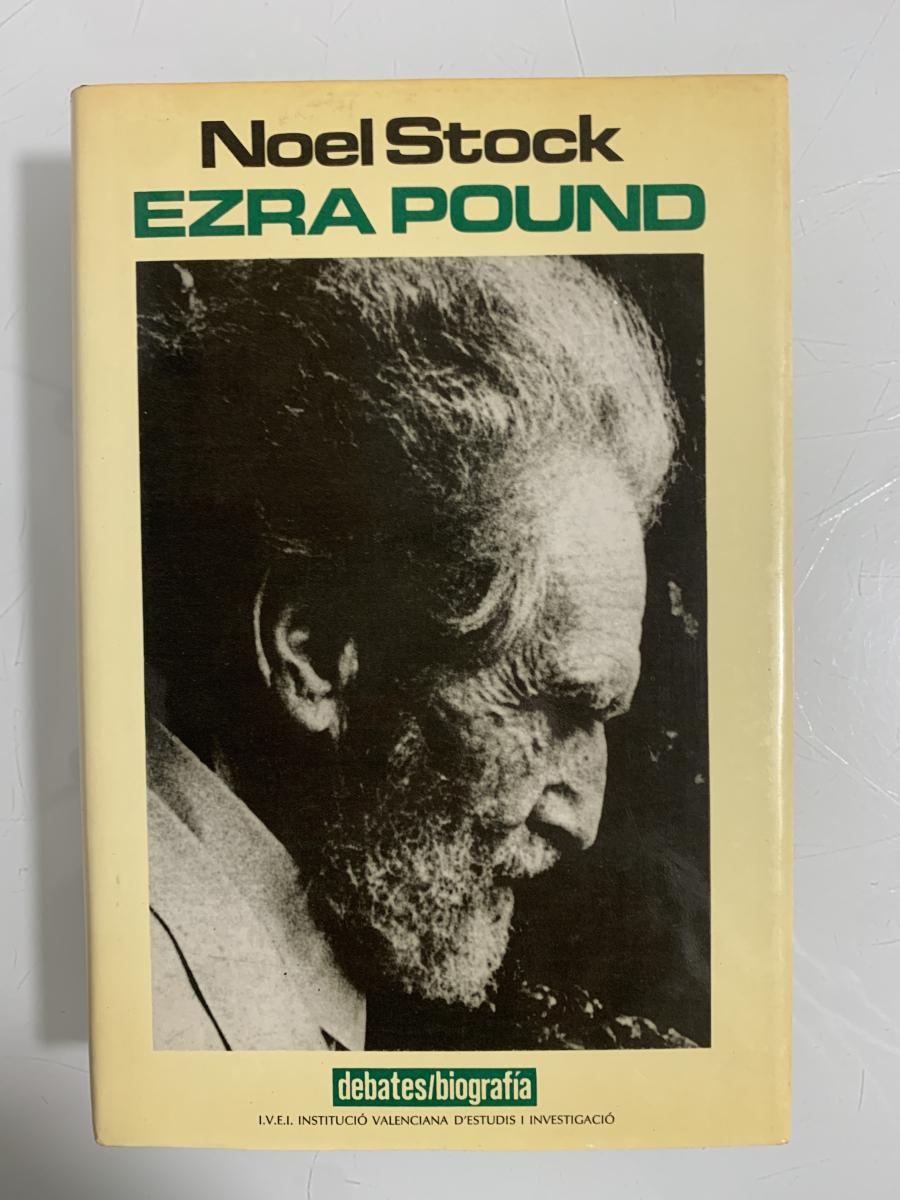 Noel Stock
EZRA POUND
debates/biografía
I.V.E.I. INSTITUCIÓ VALENCIANA D'ESTUDIS I INVESTIGACIÓ